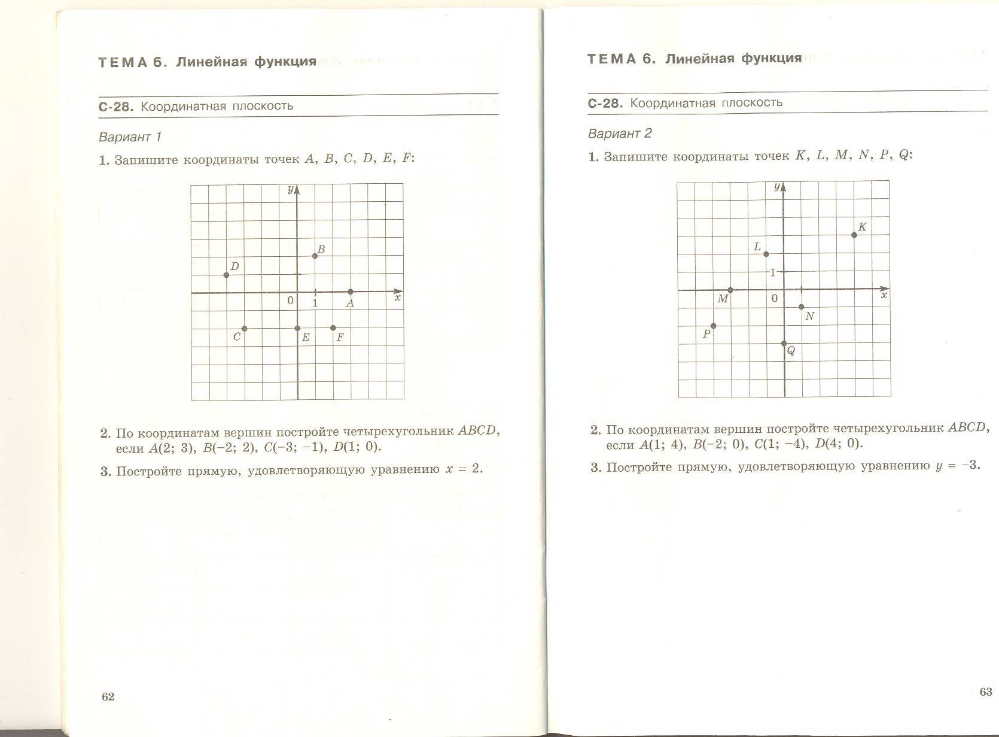 ТЕМА 6. Линейная функция
С-28. Координатная плоскость
Вариант 1
1. Запишите координаты точек A, B, C, D, E, F:
y
B
D
0
1
A
x
C
E
F
2. По координатам вершин постройте четырехугольник ABCD,
если A(2; 3), B(−2; 2), C(−3; −1), D(1; 0).
3. Постройте прямую, удовлетворяющую уравнению x = 2.
62
ТЕМА 6. Линейная функция
С-28. Координатная плоскость
Вариант 2
1. Запишите координаты точек K, L, M, N, P, Q:
y
K
L
1
M
0
x
N
P
Q
2. По координатам вершин постройте четырехугольник ABCD,
если A(1; 4), B(−2; 0), C(1; −4), D(4; 0).
3. Постройте прямую, удовлетворяющую уравнению y = −3.
63